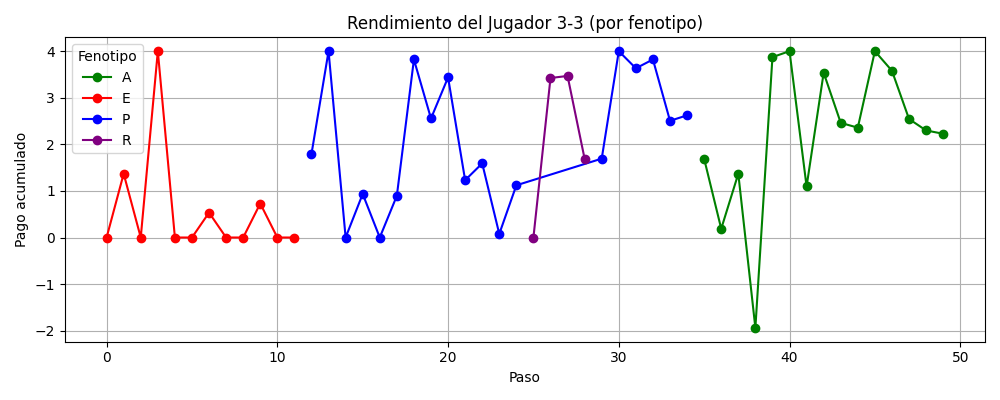 Rendimiento del Jugador 3-3 (por fenotipo)
Pago acumulado
4
3
2
1
0
−1
−2
Fenotipo
A
E
P
R
0 10 20 30 40 50
Paso